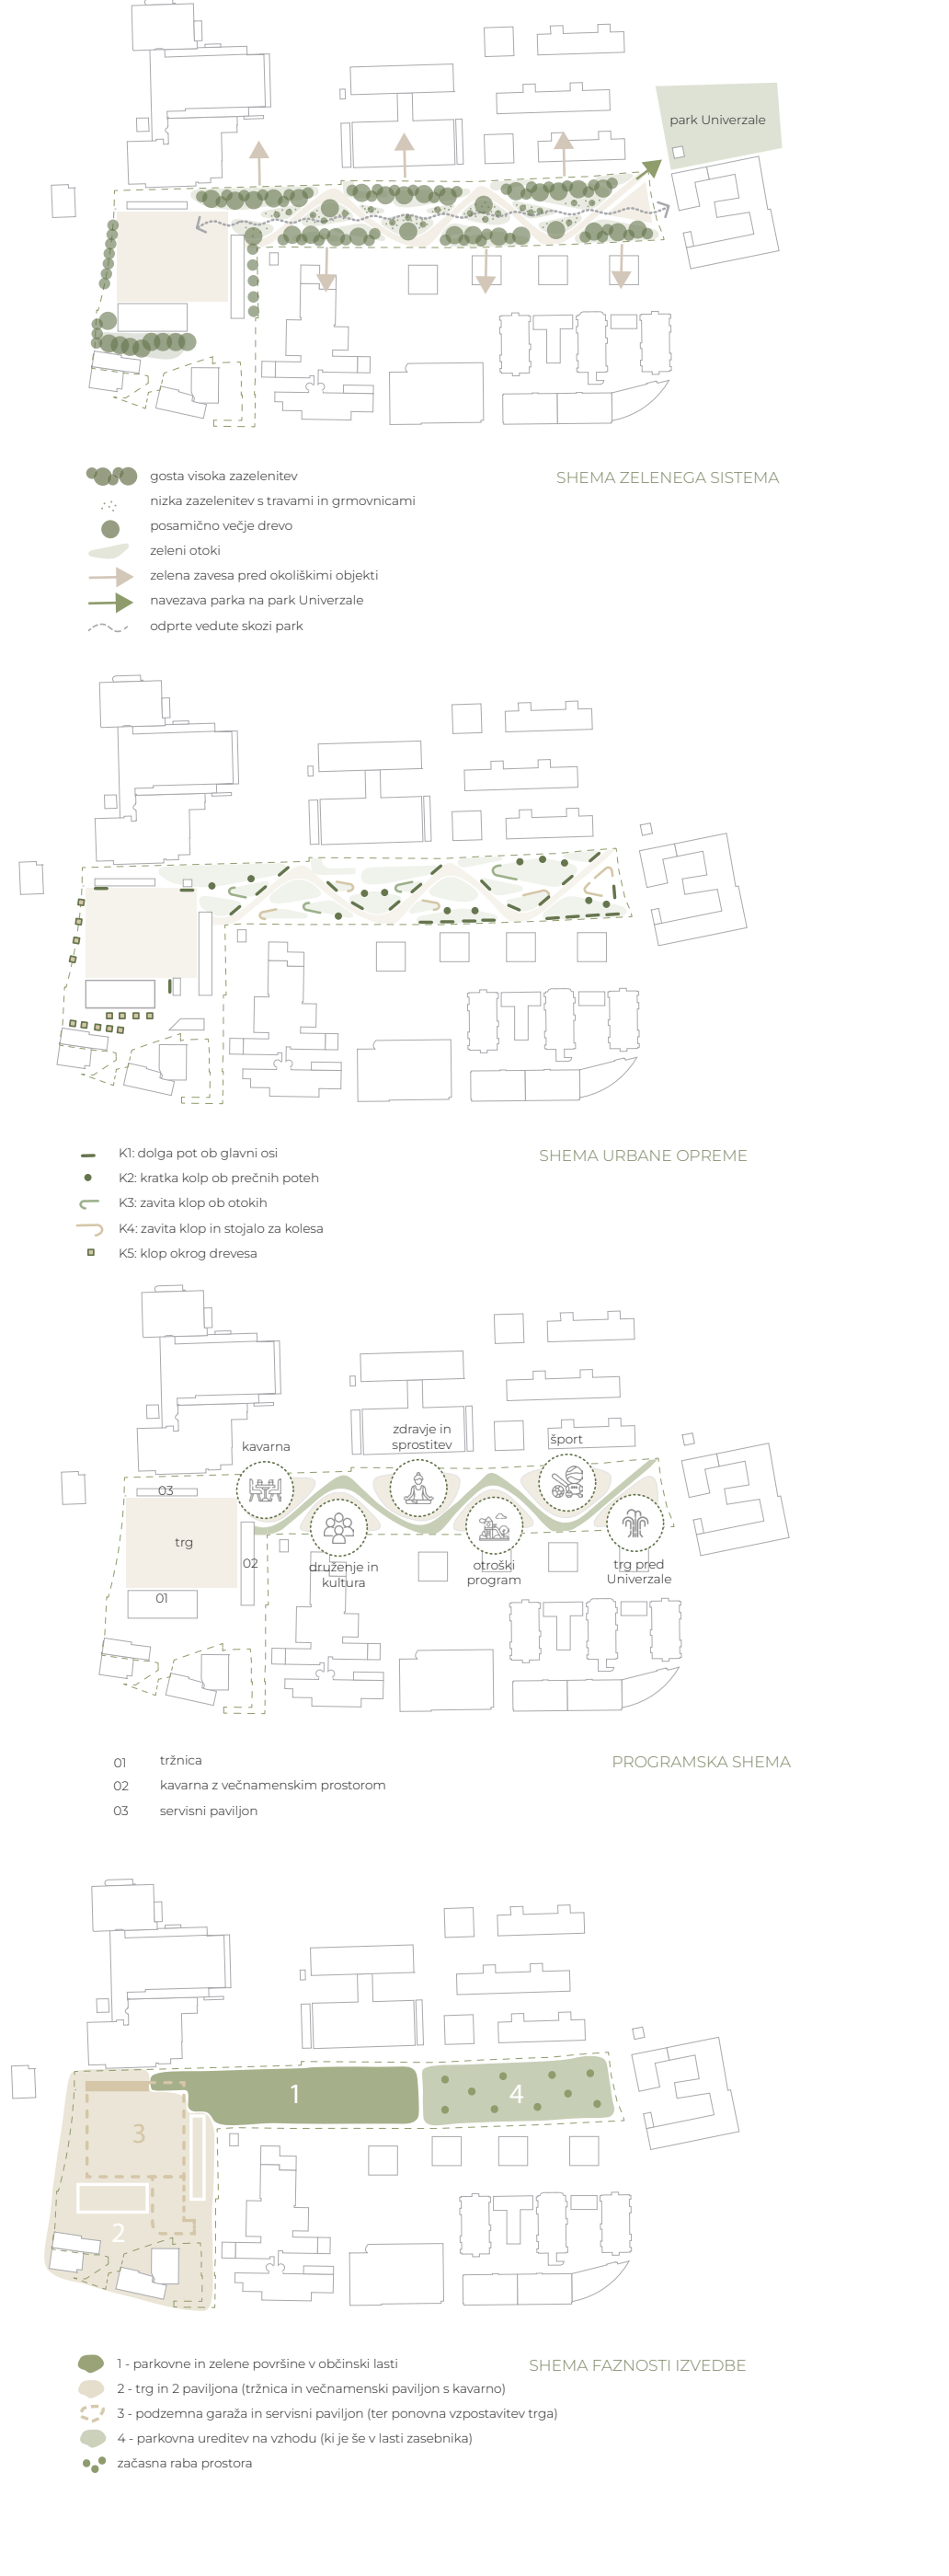 park Univerzale
gosta visoka zazelenitev
SHEMA ZELENEGA SISTEMA
nizka zazelenitev s travami in grmovnicami
posamično večje drevo
zeleni otoki
zelena zavesa pred okoliškimi objekti
navezava parka na park Univerzale
odprte vedute skozi park
K1: dolga pot ob glavni osi
SHEMA URBANE OPREME
K2: kratka kolp ob prečnih poteh
K3: zavita klop ob otokih
K4: zavita klop in stojalo za kolesa
K5: klop okrog drevesa
zdravje in
sprostitev
šport
kavarna
03
trg
02
01
druženje in
kultura
otroški
program
trg pred
Univerzale
01 tržnica
PROGRAMSKA SHEMA
02 kavarna z večnamenskim prostorom
03 servisni paviljon
1
4
3
2
1 - parkovne in zelene površine v občinski lasti
SHEMA FAZNOSTI IZVEDBE
2 - trg in 2 paviljona (tržnica in večnamenski paviljon s kavarno)
3 - podzemna garaža in servisni paviljon (ter ponovna vzpostavitev trga)
4 - parkovna ureditev na vzhodu (ki je še v lasti zasebnika)
začasna raba prostora